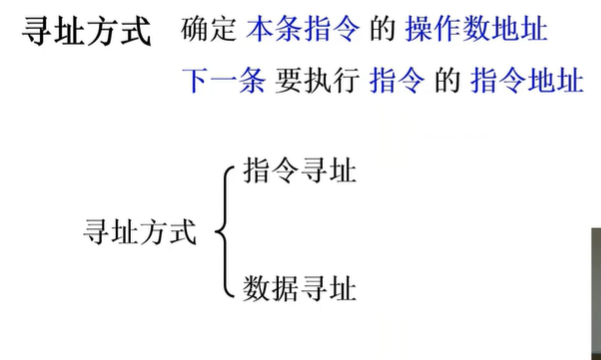 寻址方式 确定 本条指令 的 操作数地址
下一条 要执行 指令 的 指令地址
指令寻址
寻址方式
数据寻址